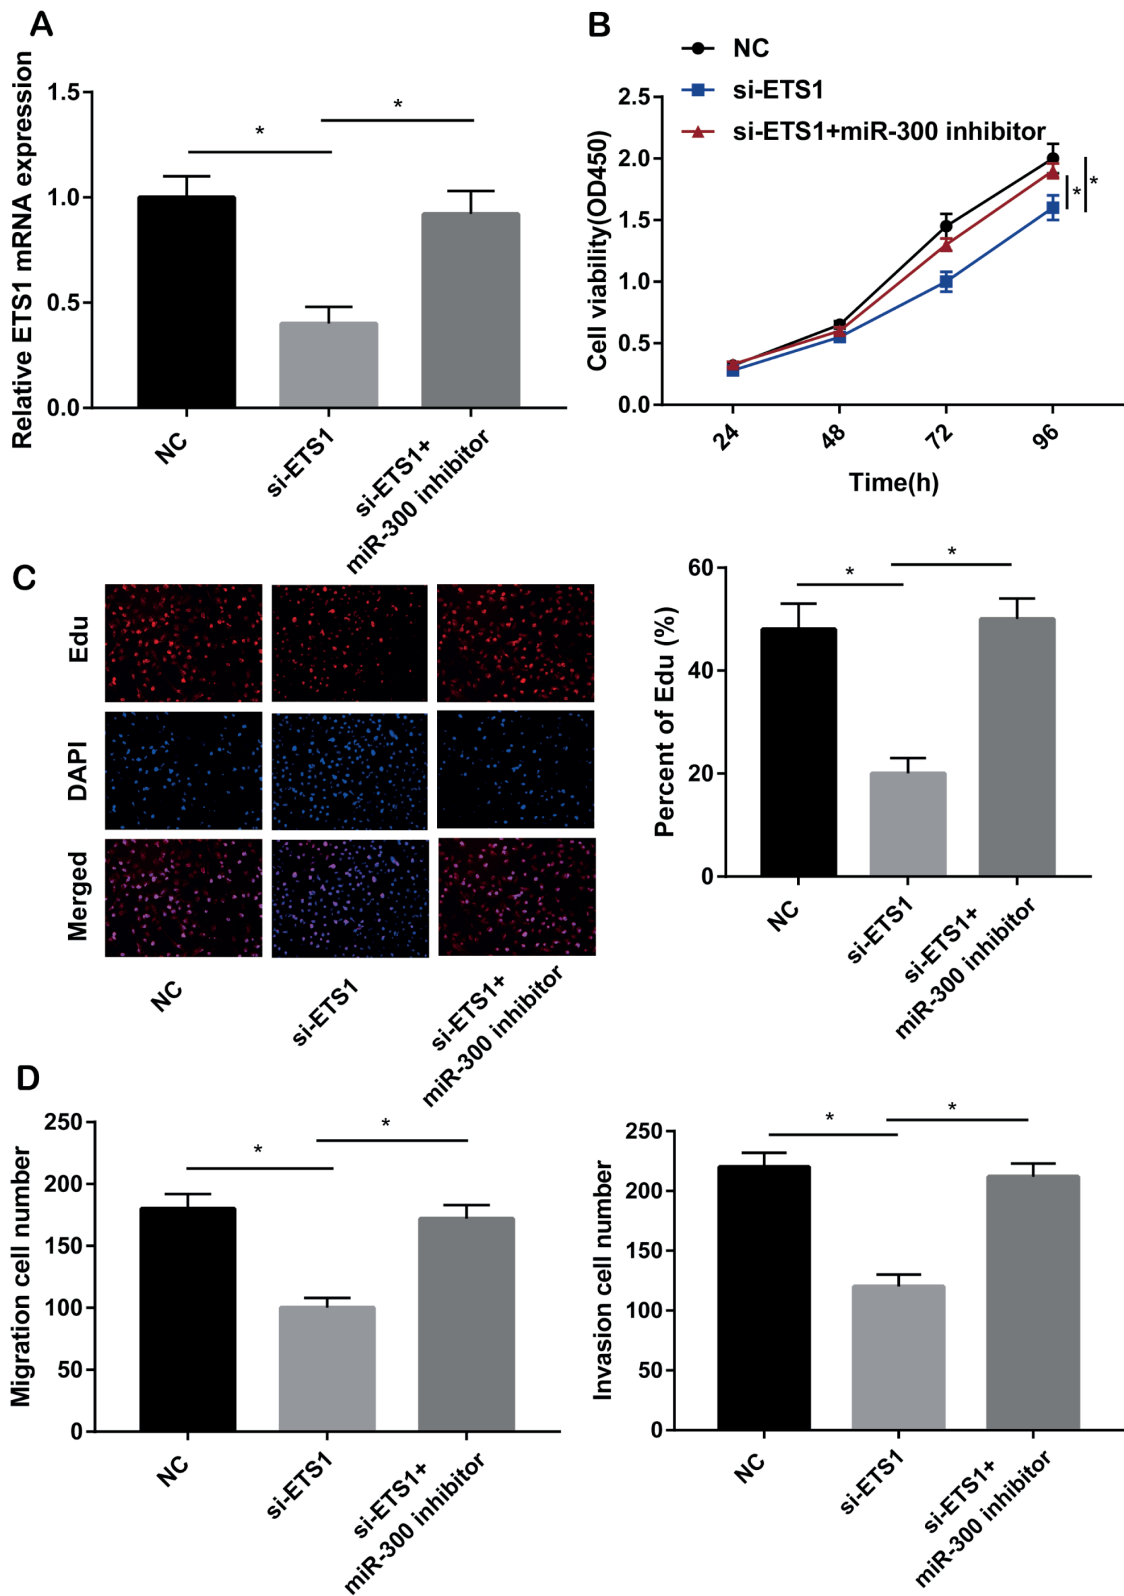 A
Relative ETS1 mRNA expression
1.5
1.0
0.5
0.0
*
*
NC
si-ETS1
si-ETS1+
miR-300 inhibitor
B
NC
si-ETS1
si-ETS1+miR-300 inhibitor
Cell viability(OD450)
2.5
2.0
1.5
1.0
0.5
0.0
*
*
24
48
72
96
Time(h)
C
Edu
DAPI
Merged
NC
si-ETS1
si-ETS1+
miR-300 inhibitor
Percent of Edu (%)
60
40
20
0
*
*
NC
si-ETS1
si-ETS1+
miR-300 inhibitor
D
Migration cell number
250
200
150
100
50
0
*
*
NC
si-ETS1
si-ETS1+
miR-300 inhibitor
Invasion cell number
250
200
150
100
50
0
*
*
NC
si-ETS1
si-ETS1+
miR-300 inhibitor